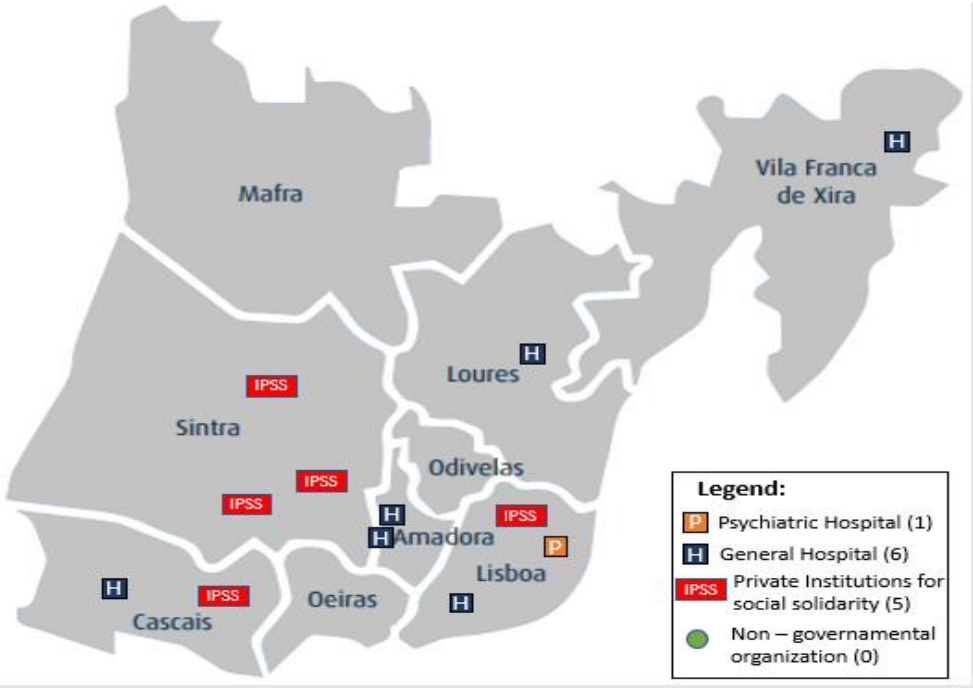 H
Vila Franca
de Xira
Mafra
H
Loures
IPSS
Sintra
Odivelas
IPSS
IPSS
H
IPSS
H
Amadora
P
Lisboa
H
IPSS
Oeiras
H
Cascais
Legend:
P Psychiatric Hospital (1)
H General Hospital (6)
IPSS Private Institutions for
social solidarity (5)
Non – governamental
organization (0)